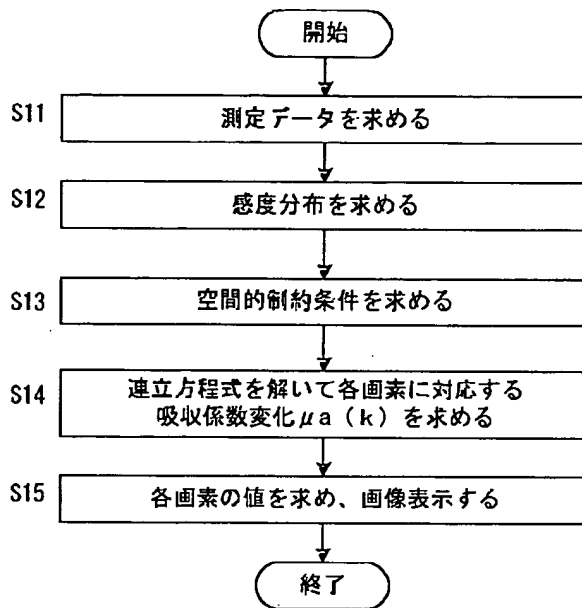 開始
S11
測定データを求める
S12
感度分布を求める
S13
空間的制約条件を求める
S14
連立方程式を解いて各画素に対応する
吸収係数変化μa(k)を求める
S15
各画素の値を求め、画像表示する
終了